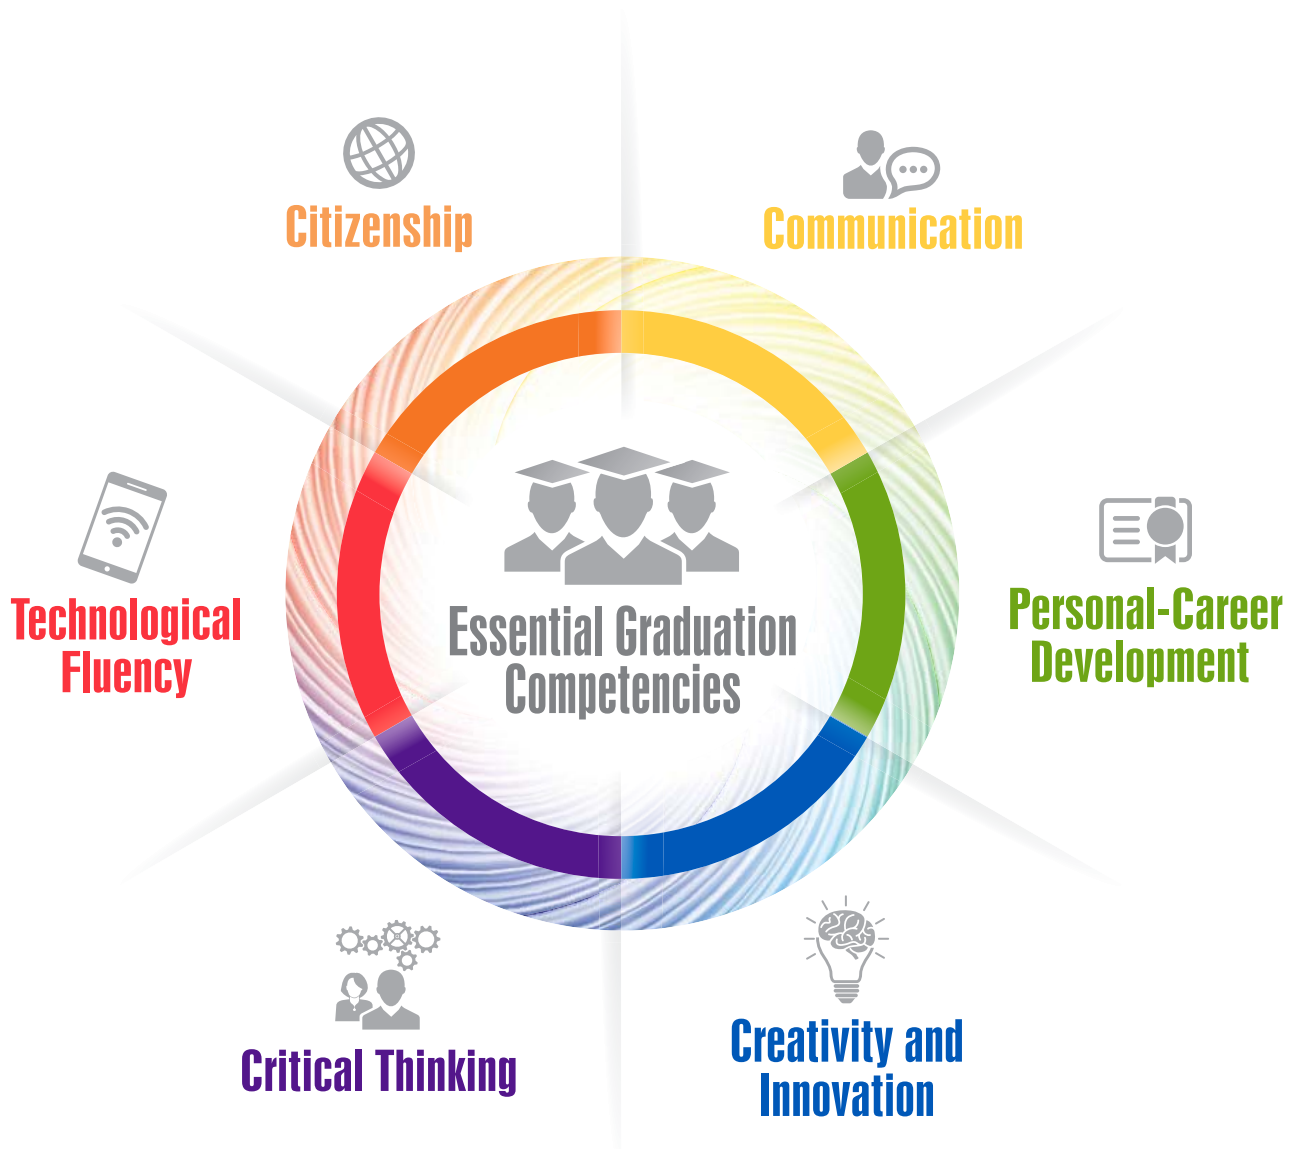 Citizenship
Communication
Technological
Fluency
Essential Graduation
Competencies
Personal-Career
Development
Critical Thinking
Creativity and
Innovation